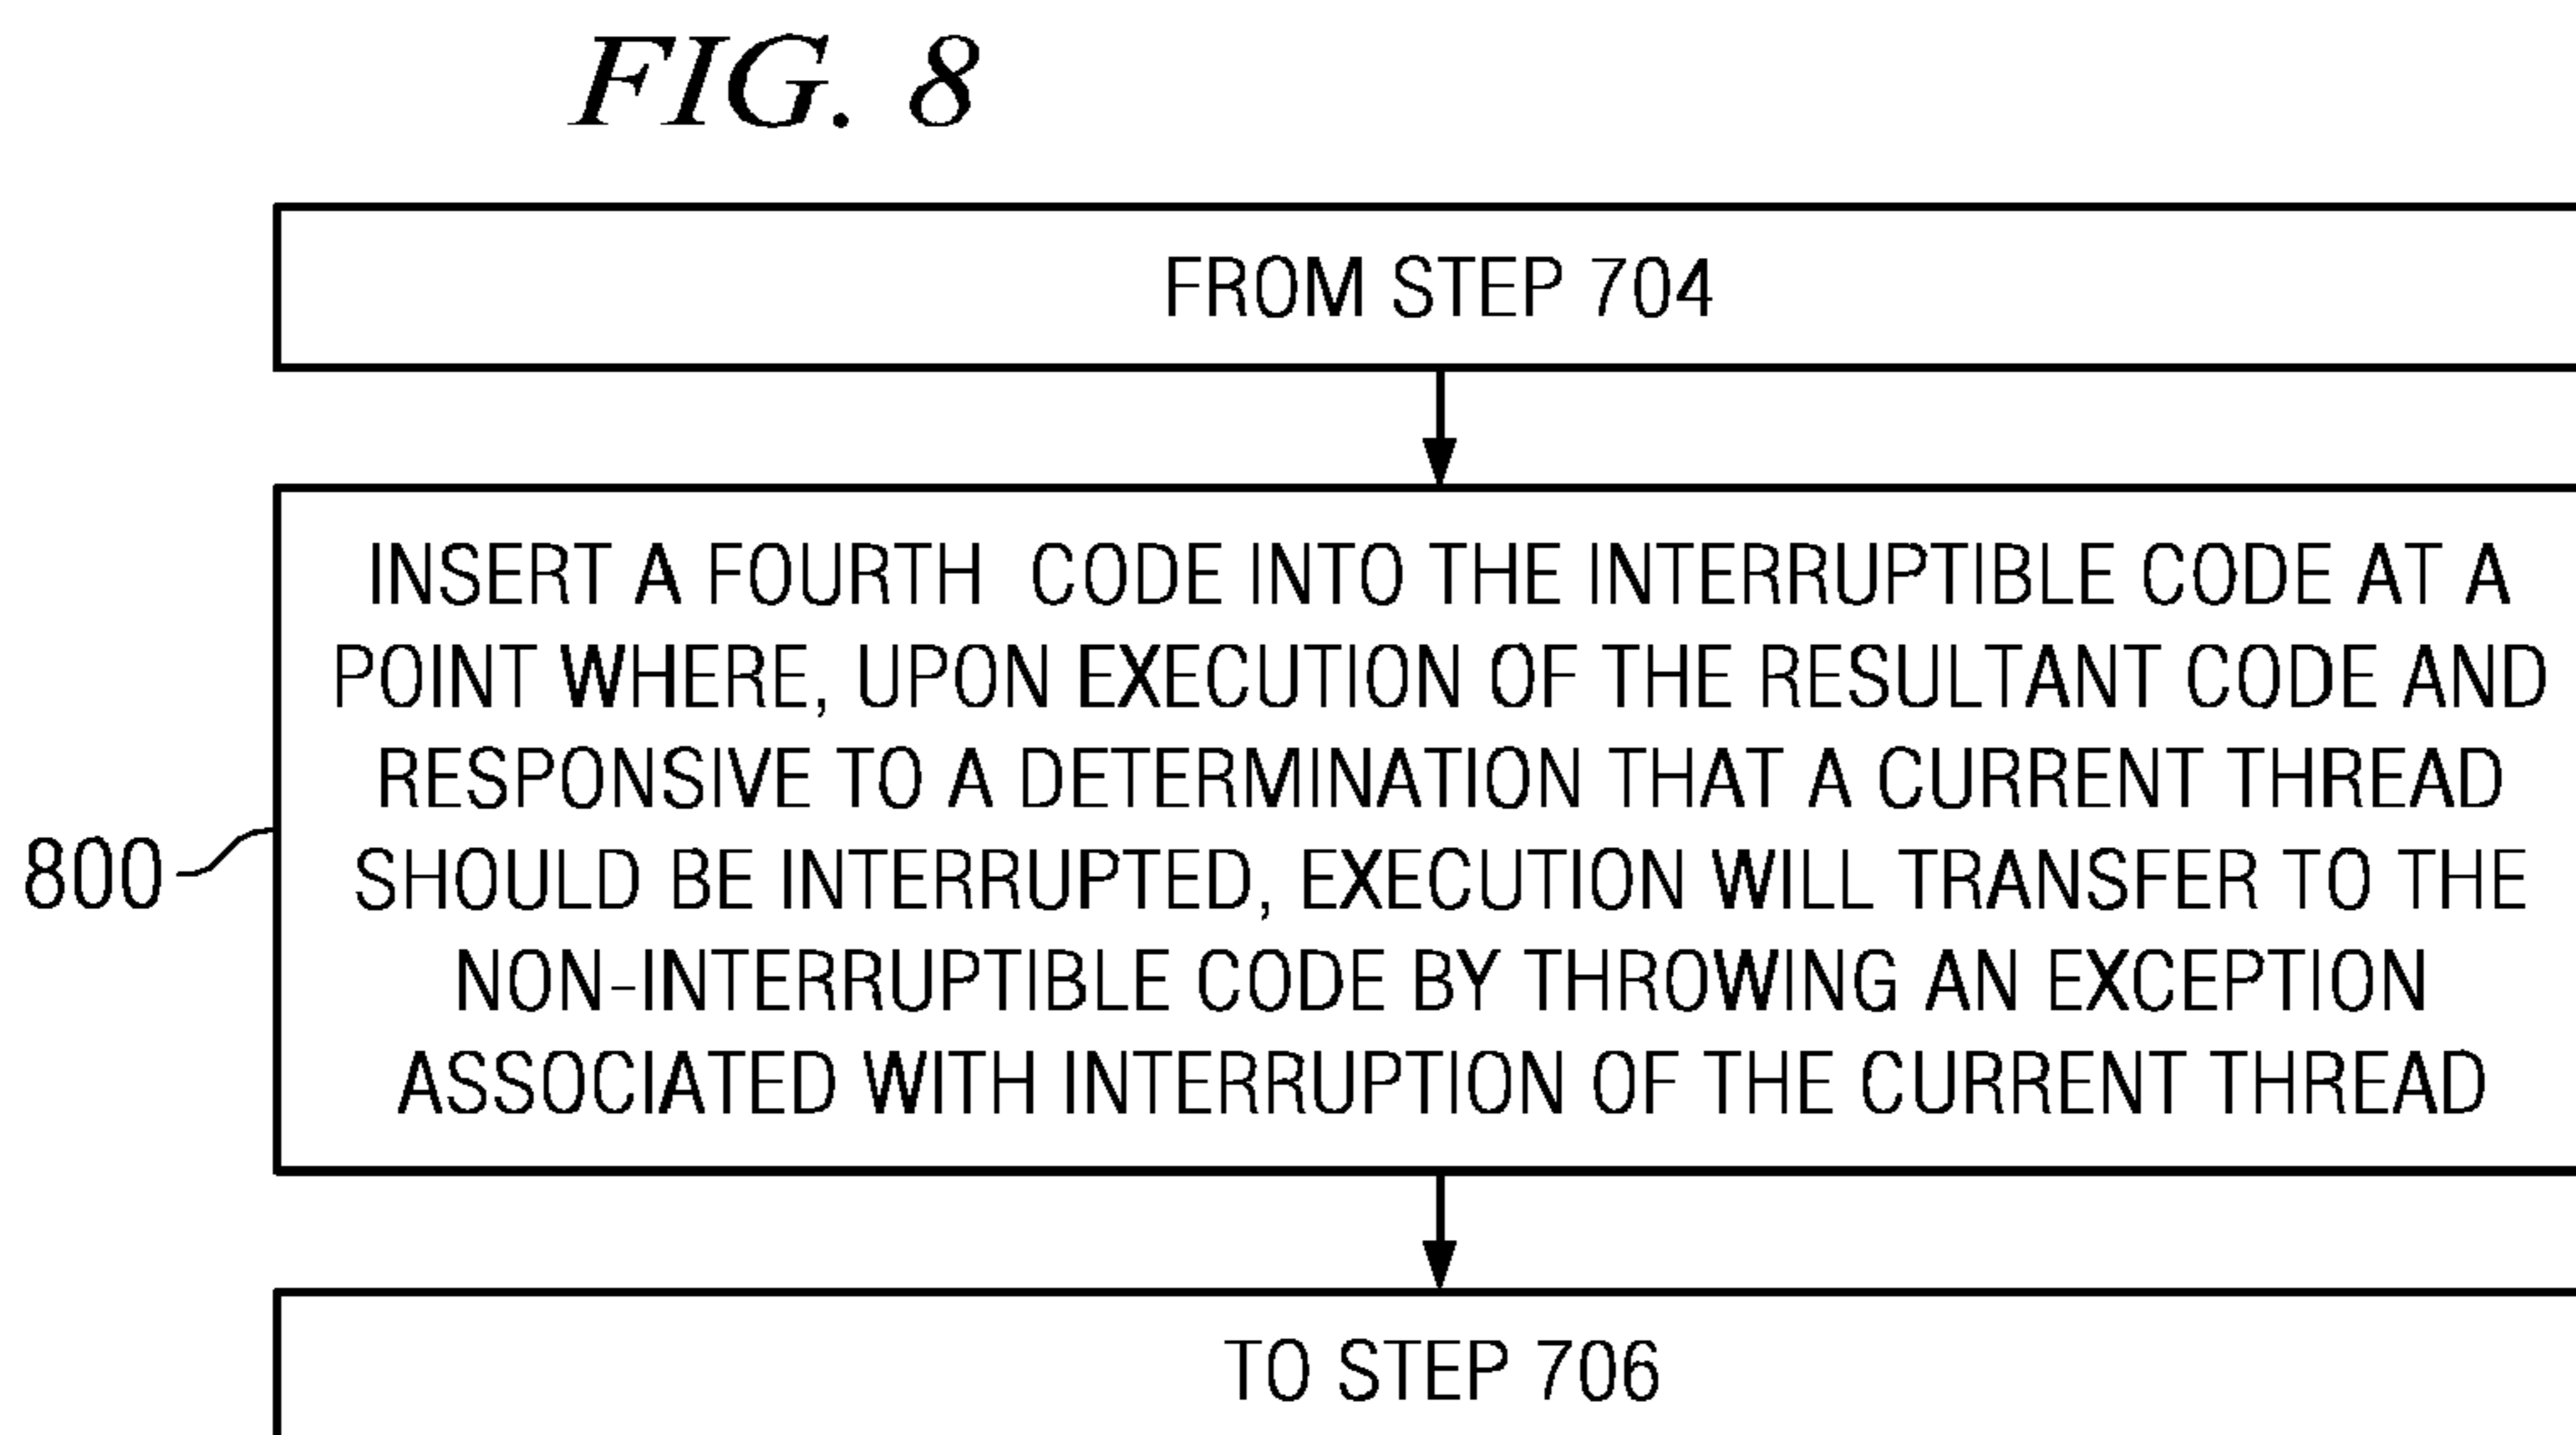 FIG. 8
FROM STEP 704
INSERT A FOURTH CODE INTO THE INTERRUPTIBLE CODE AT A
POINT WHERE, UPON EXECUTION OF THE RESULTANT CODE AND
RESPONSIVE TO A DETERMINATION THAT A CURRENT THREAD
SHOULD BE INTERRUPTED, EXECUTION WILL TRANSFER TO THE
NON-INTERRUPTIBLE CODE BY THROWING AN EXCEPTION
ASSOCIATED WITH INTERRUPTION OF THE CURRENT THREAD
800
TO STEP 706